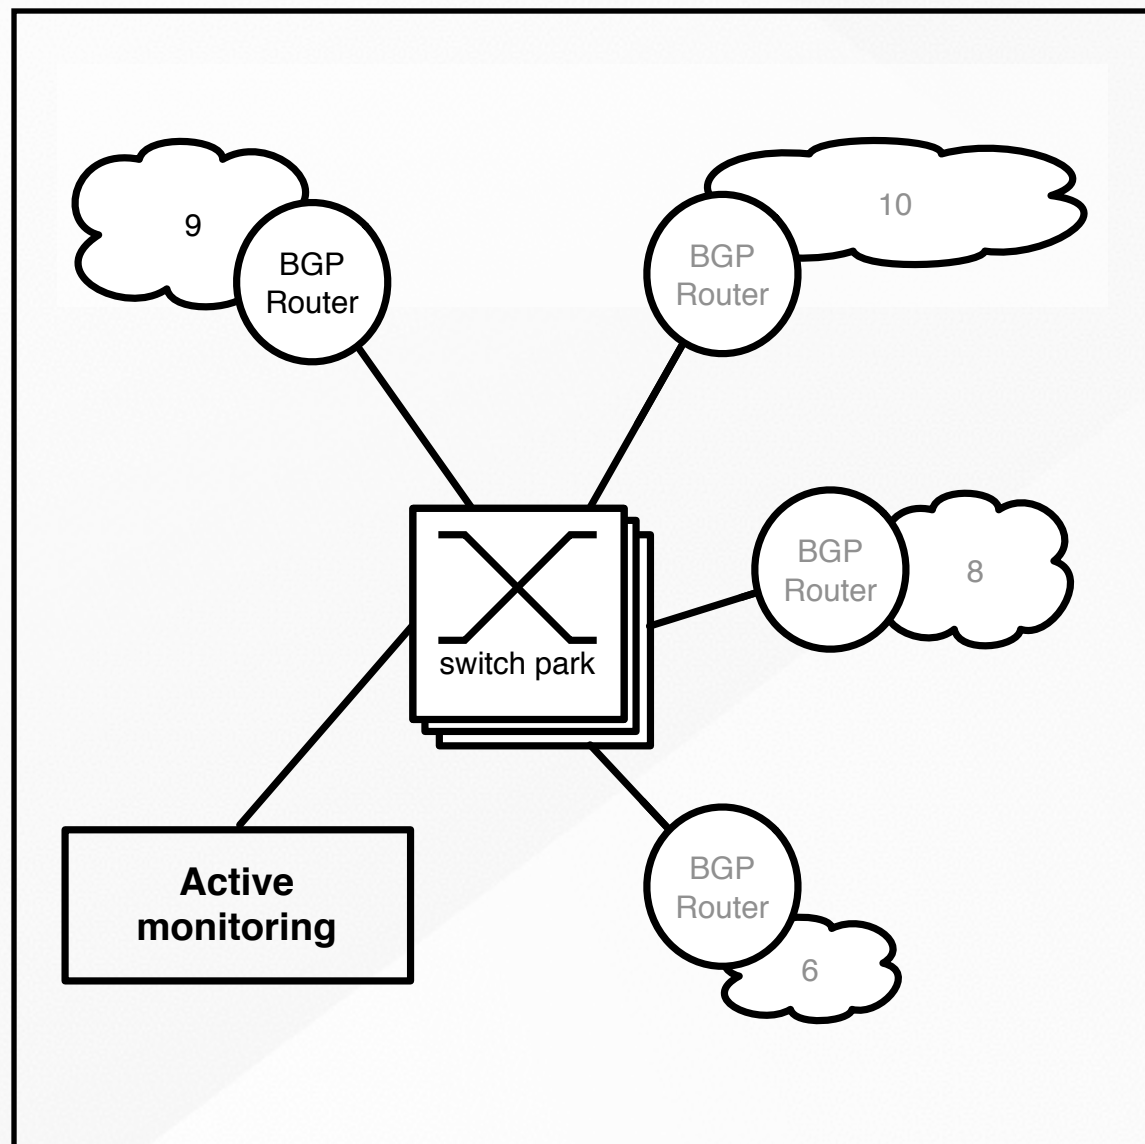 9
BGP
Router
10
BGP
Router
BGP
Router
8
switch park
Active
monitoring
BGP
Router
6